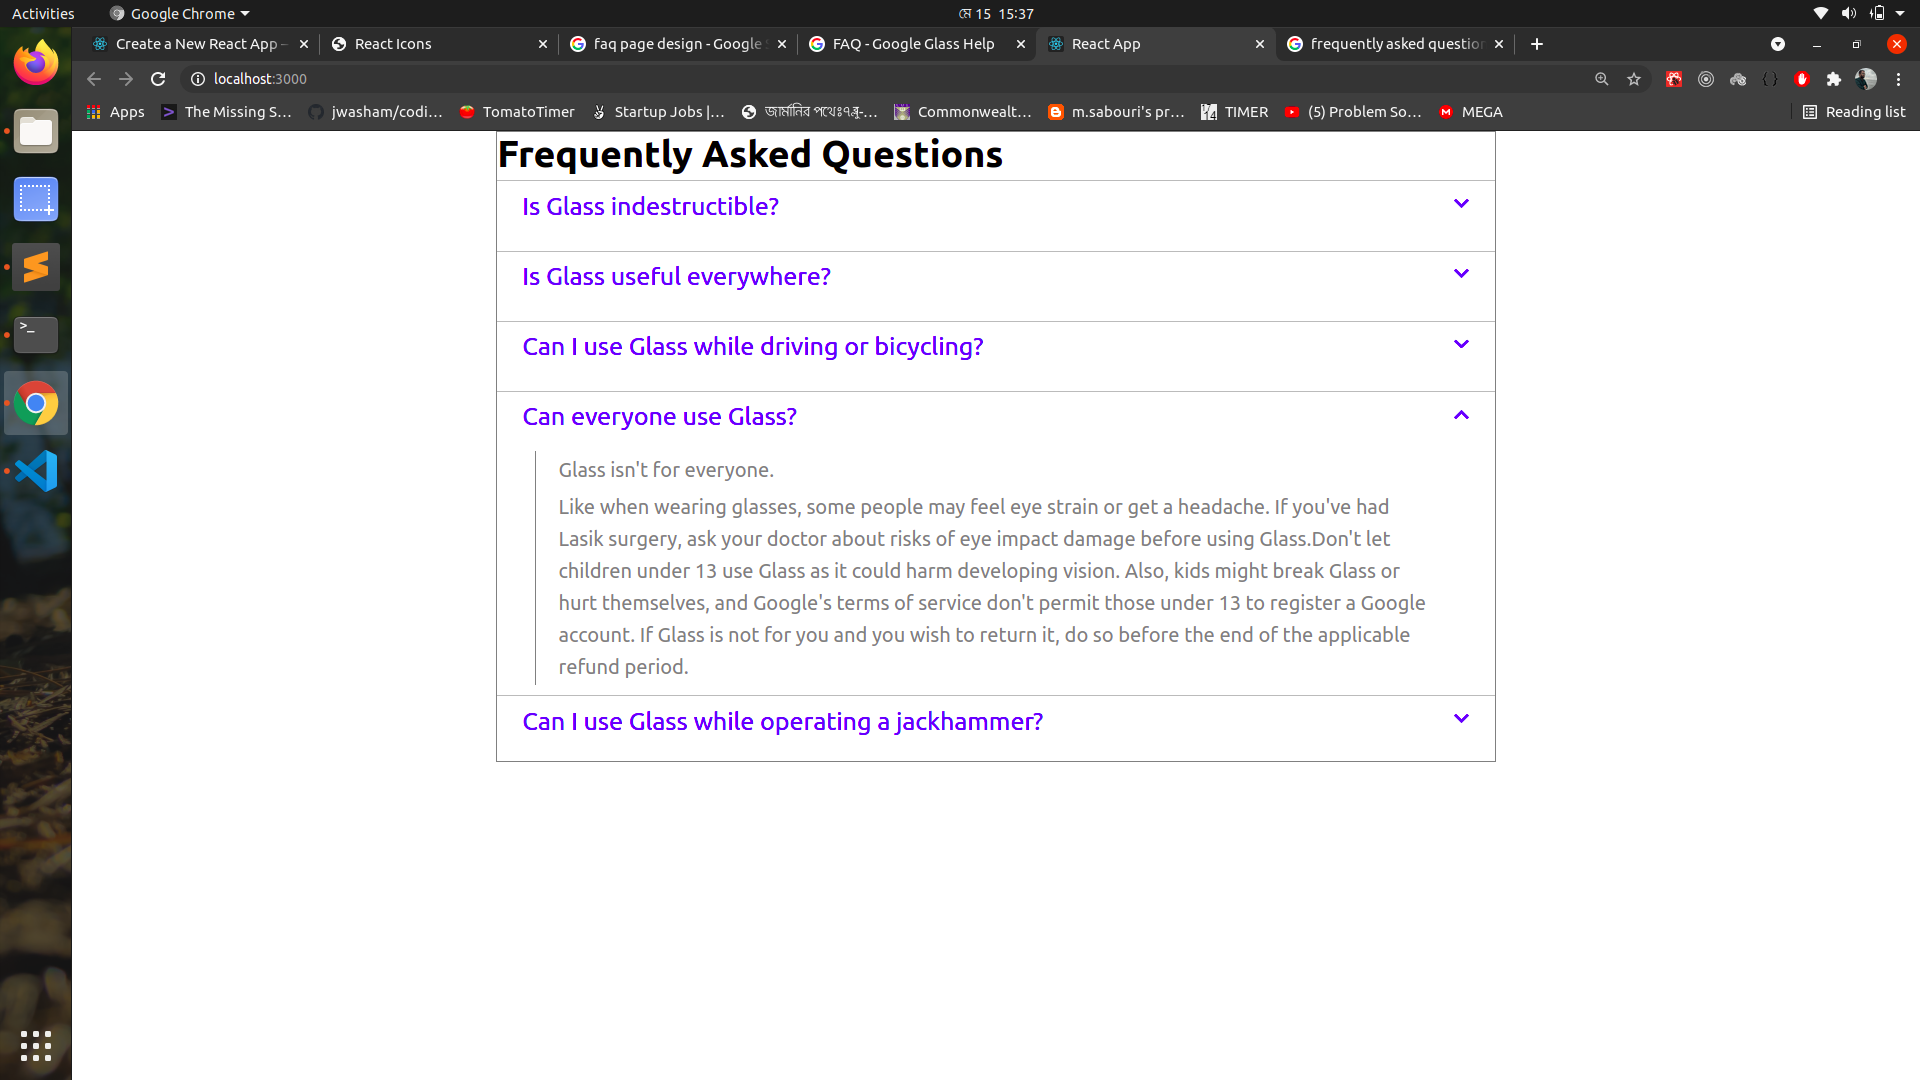 Activities
Google Chrome
মে 15 15:37
Create a New React App -
React Icons
faq page design - Google
FAQ - Google Glass Help
React App
frequently asked question
localhost:3000
Apps
The Missing S...
jwasham/codi...
TomatoTimer
Startup Jobs |...
Commonwealt...
m.sabouri's pr...
TIMER
(5) Problem So...
MEGA
Reading list
Frequently Asked Questions
Is Glass indestructible?
Is Glass useful everywhere?
Can I use Glass while driving or bicycling?
Can everyone use Glass?
Glass isn't for everyone.
Like when wearing glasses, some people may feel eye strain or get a headache. If you've had
Lasik surgery, ask your doctor about risks of eye impact damage before using Glass.Don't let
children under 13 use Glass as it could harm developing vision. Also, kids might break Glass or
hurt themselves, and Google's terms of service don't permit those under 13 to register a Google
account. If Glass is not for you and you wish to return it, do so before the end of the applicable
refund period.
Can I use Glass while operating a jackhammer?